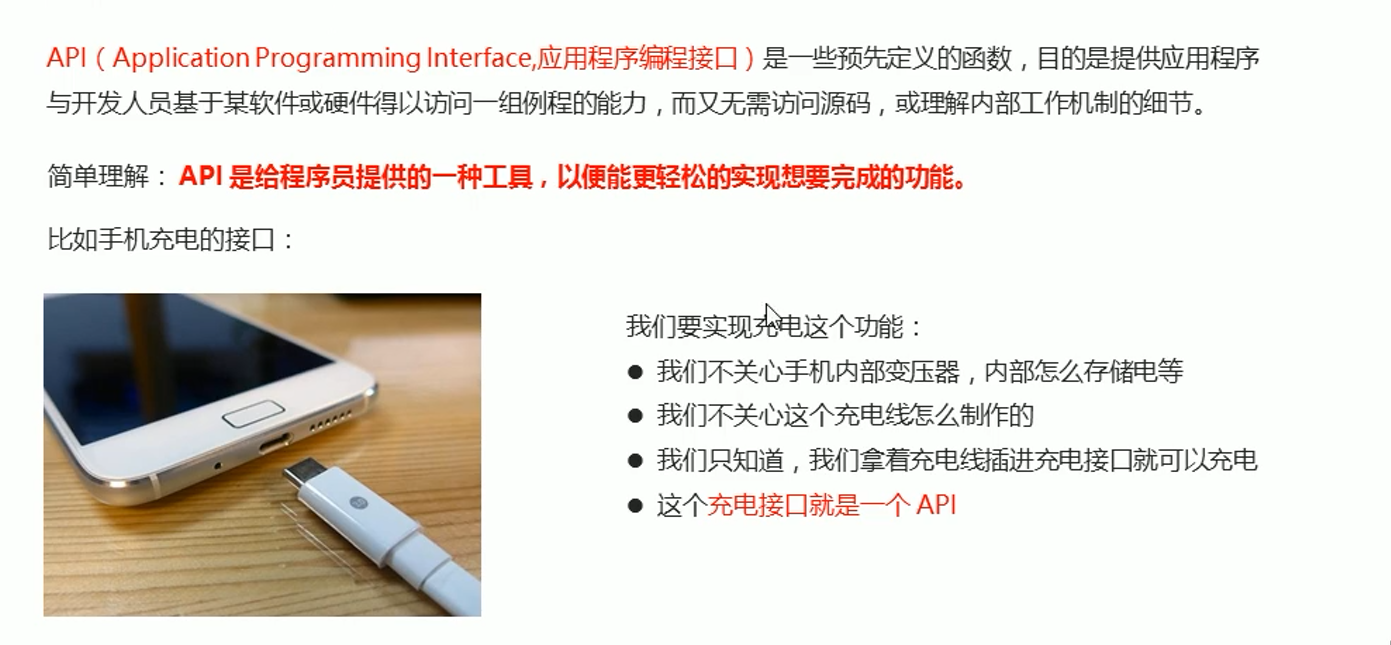 API（Application Programming Interface,应用程序编程接口）是一些预先定义的函数，目的是提供应用程序
与开发人员基于某软件或硬件得以访问一组例程的能力，而又无需访问源码，或理解内部工作机制的细节。
简单理解： API 是给程序员提供的一种工具，以便能更轻松的实现想要完成的功能。
比如手机充电的接口：
我们要实现充电这个功能：
● 我们不关心手机内部变压器，内部怎么存储电等
● 我们不关心这个充电线怎么制作的
● 我们只知道，我们拿着充电线插进充电接口就可以充电
● 这个充电接口就是一个 API